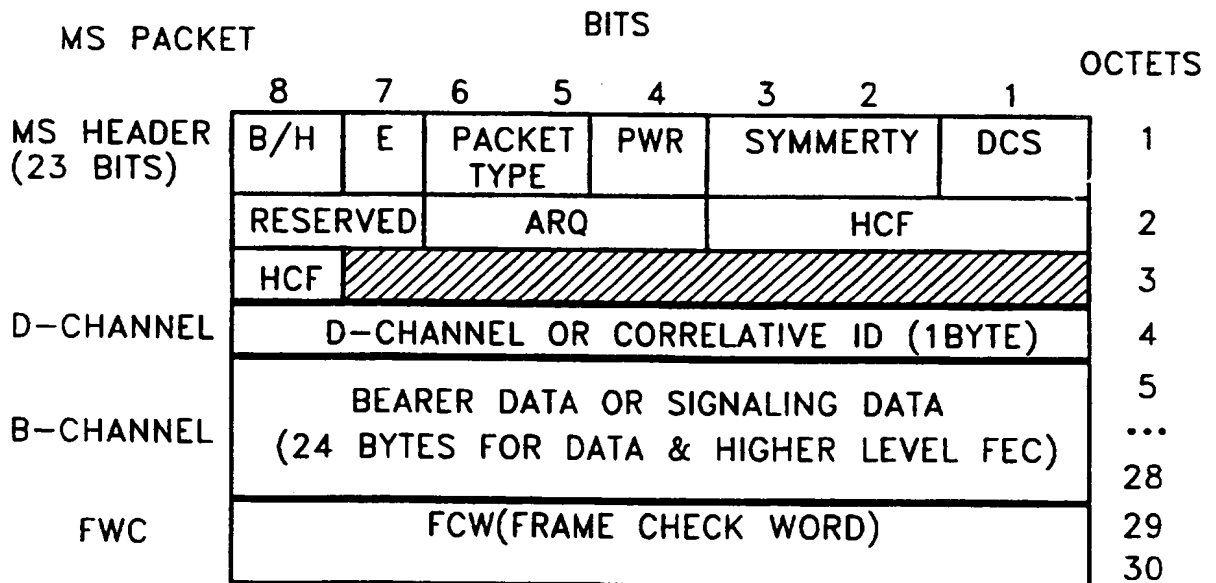 MS PACKET
BITS
OCTETS
8 7 6 5 4 3 2 1
MS HEADER
(23 BITS)
B/H E PACKET TYPE PWR SYMMERTY DCS 1
RESERVED ARQ HCF 2
HCF 3
D-CHANNEL D-CHANNEL OR CORRELATIVE ID (1BYTE) 4
B-CHANNEL
BEARER DATA OR SIGNALING DATA
(24 BYTES FOR DATA & HIGHER LEVEL FEC)
5
...
28
FWC FCW(FRAME CHECK WORD) 29
30